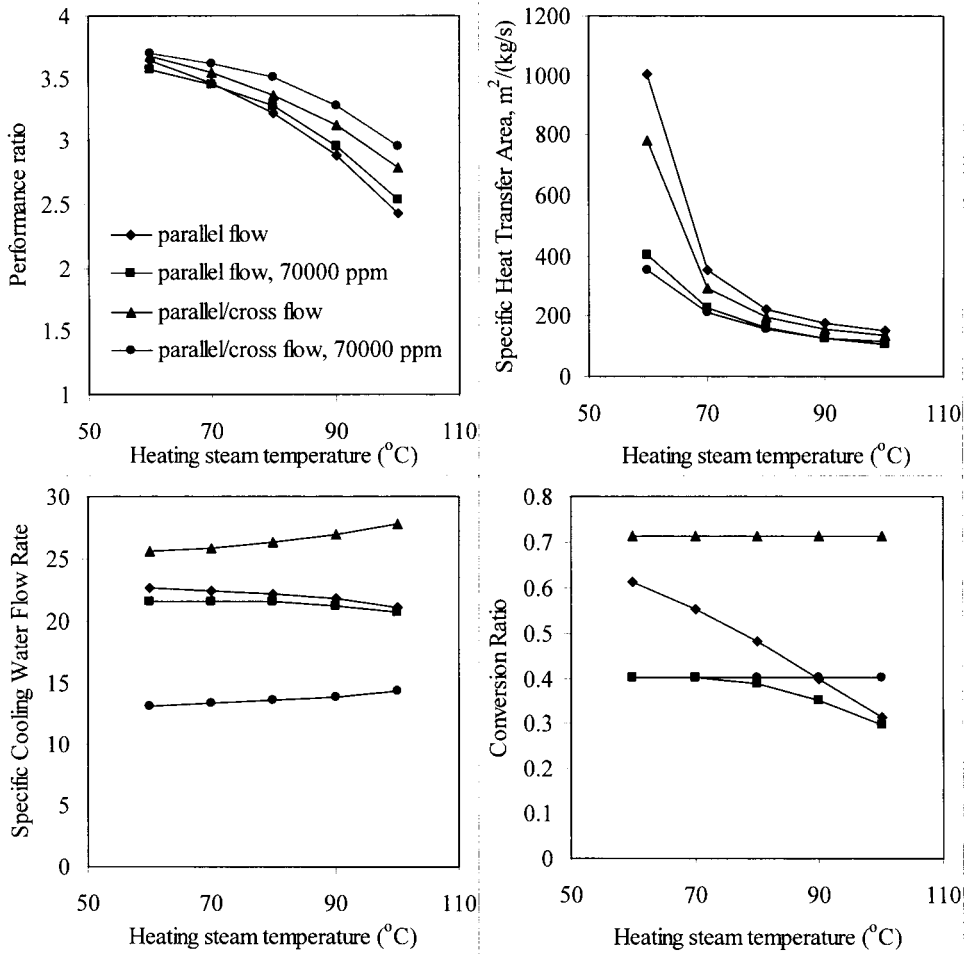 4
3.5
3
2.5
2
1.5
1
Performance ratio
parallel flow
parallel flow, 70000 ppm
parallel/cross flow
parallel/cross flow, 70000 ppm
50 70 90 110
Heating steam temperature (°C)
1200
1000
800
600
400
200
0
Specific Heat Transfer Area, m²/(kg/s)
50 70 90 110
Heating steam temperature (°C)
30
25
20
15
10
5
0
Specific Cooling Water Flow Rate
50 70 90 110
Heating steam temperature (°C)
0.8
0.7
0.6
0.5
0.4
0.3
0.2
0.1
0
Conversion Ratio
50 70 90 110
Heating steam temperature (°C)